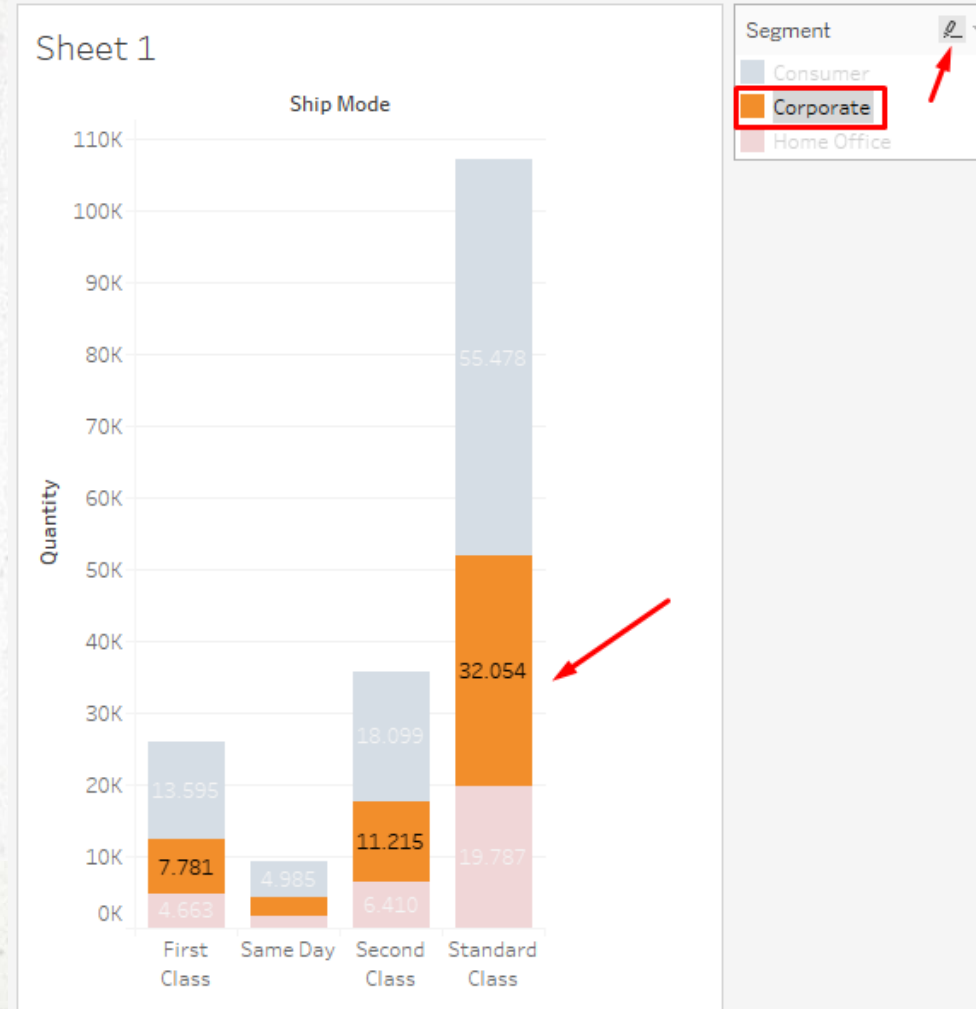 Sheet 1
Ship Mode
110K
100K
90K
80K
70K
60K
50K
40K
30K
20K
10K
0K
Quantity
13.595
7.781
4.663
4.985
18.099
11.215
6.410
55.478
32.054
19.787
First
Class
Same Day
Second
Class
Standard
Class
Segment
Consumer
Corporate
Home Office